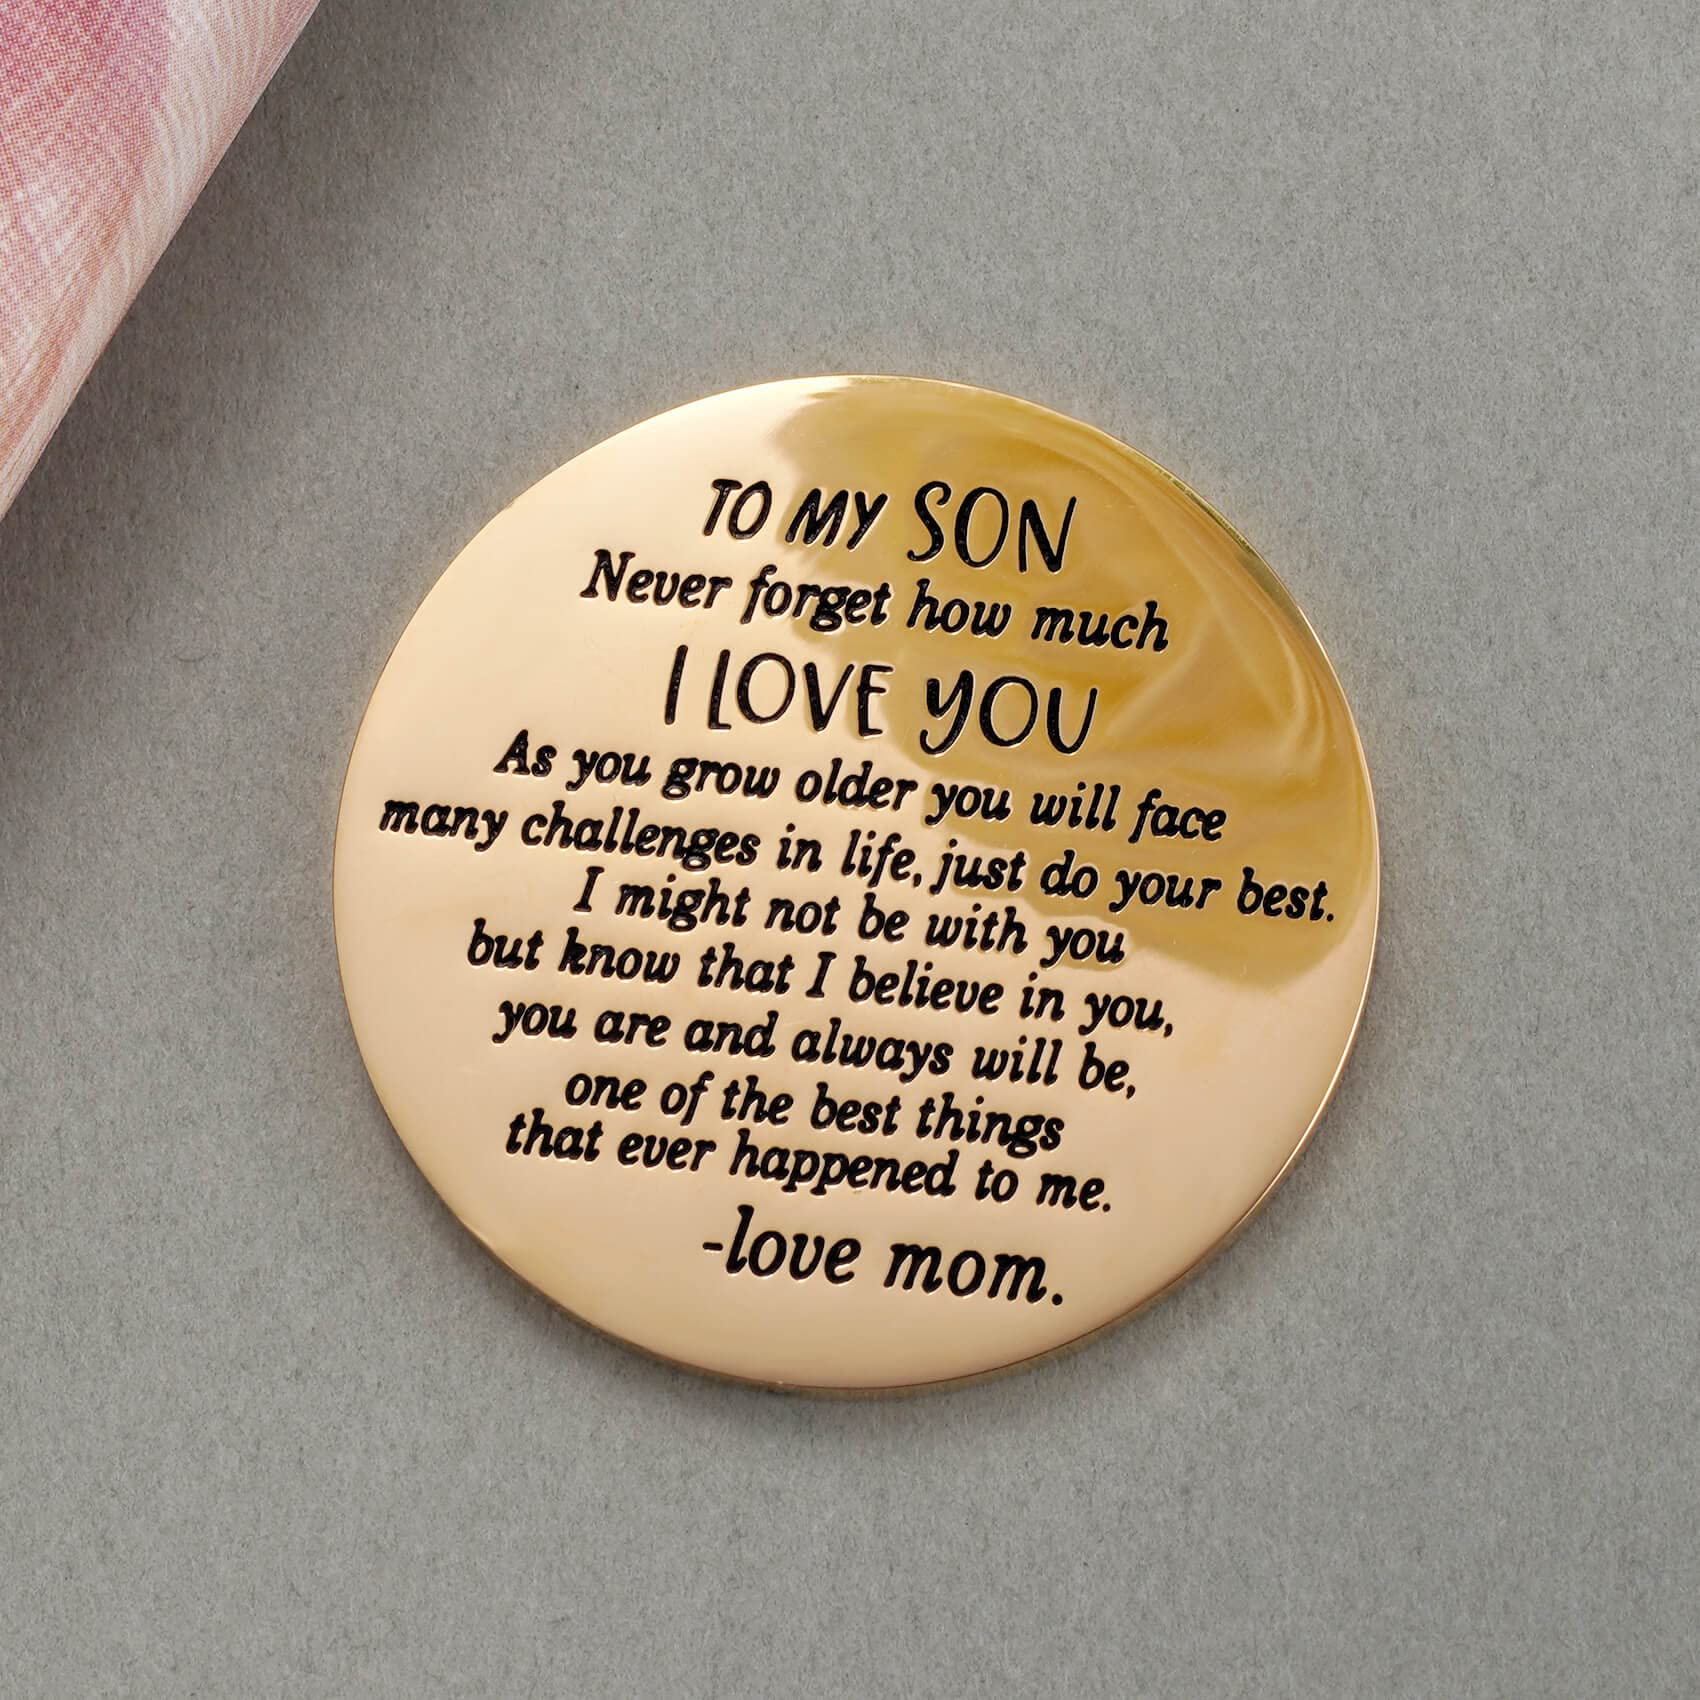 TO MY SON
Never forget how much
I LOVE YOU
As you grow older you will face
many challenges in life, just do your best.
I might not be with you
but know that I believe in you,
you are and always will be,
one of the best things
that ever happened to me.
-love mom.